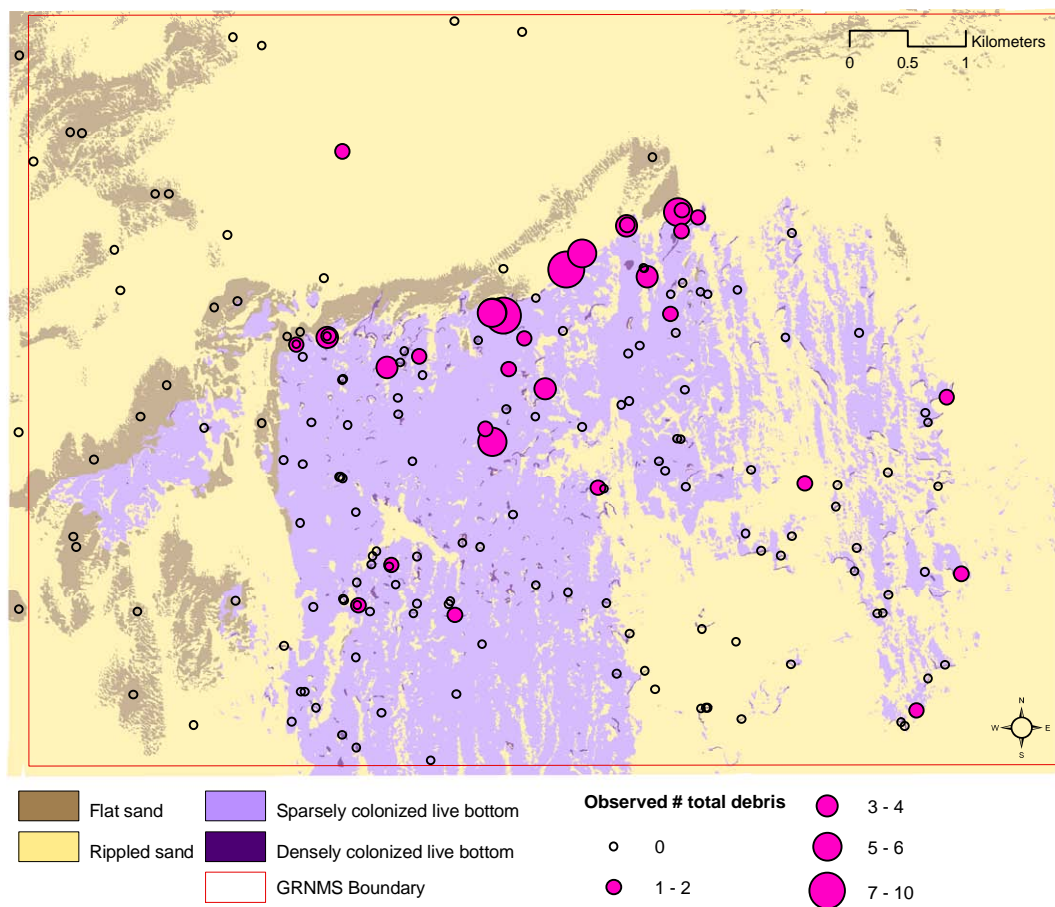 Kilometers
0 0.5 1
N
W E
S
Flat sand
Rippled sand
Sparsely colonized live bottom
Densely colonized live bottom
GRNMS Boundary
Observed # total debris
0
1 - 2
3 - 4
5 - 6
7 - 10